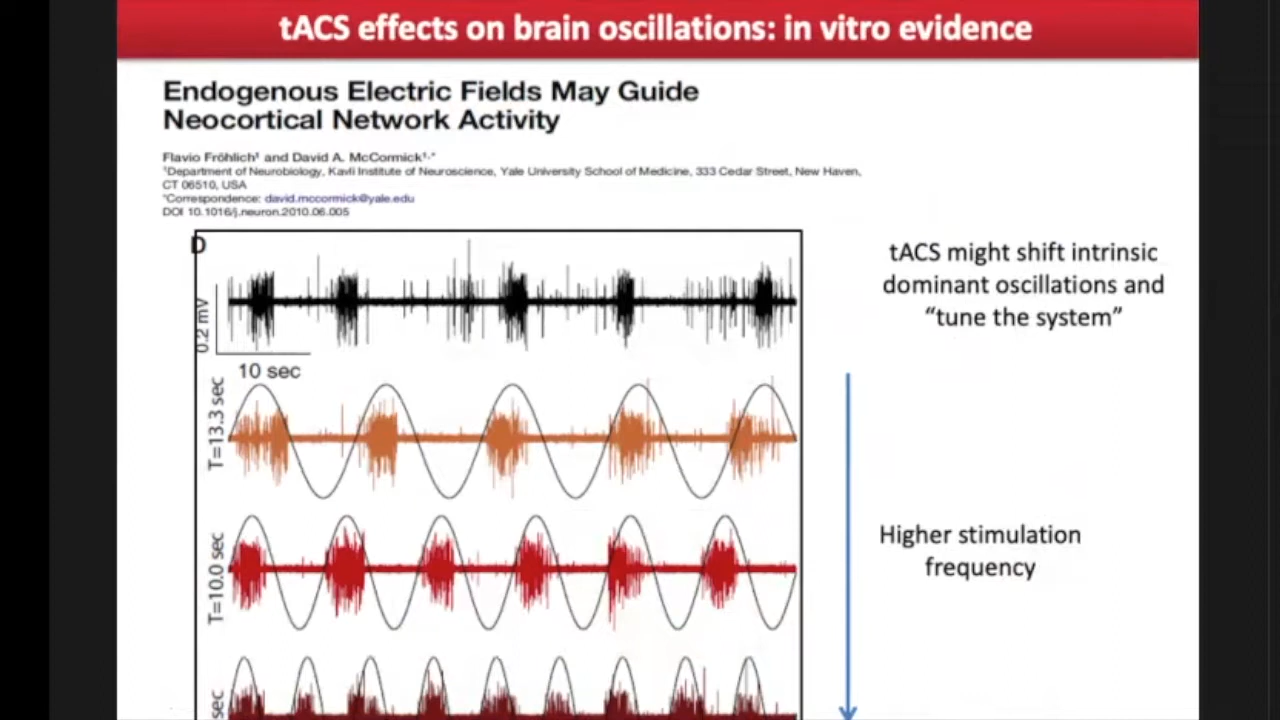 tACS effects on brain oscillations: in vitro evidence
Endogenous Electric Fields May Guide
Neocortical Network Activity
Flavio Fröhlich¹ and David A. McCormick¹,*
¹Department of Neurobiology, Kavli Institute of Neuroscience, Yale University School of Medicine, 333 Cedar Street, New Haven,
CT 06510, USA
*Correspondence: david.mccormick@yale.edu
DOI 10.1016/j.neuron.2010.06.005
D
0.2 mV
10 sec
T=13.3 sec
T=10.0 sec
sec
tACS might shift intrinsic
dominant oscillations and
“tune the system”
Higher stimulation
frequency